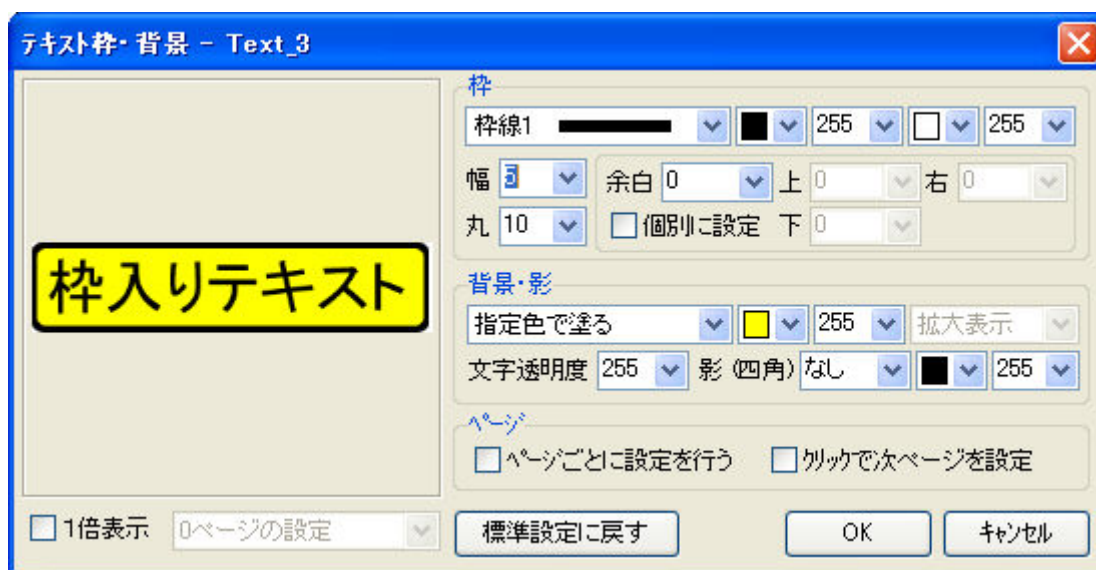 テキスト枠・背景 - Text_3
枠
枠線1 255 255
幅 5 余白 0 上 0 右 0
丸 10 個別に設定 下 0
枠入りテキスト
背景・影
指定色で塗る 255 拡大表示
文字透明度 255 影 (四角) なし 255
ページ
ページごとに設定を行う クリックで次ページを設定
1倍表示 0ページの設定 標準設定に戻す OK キャンセル